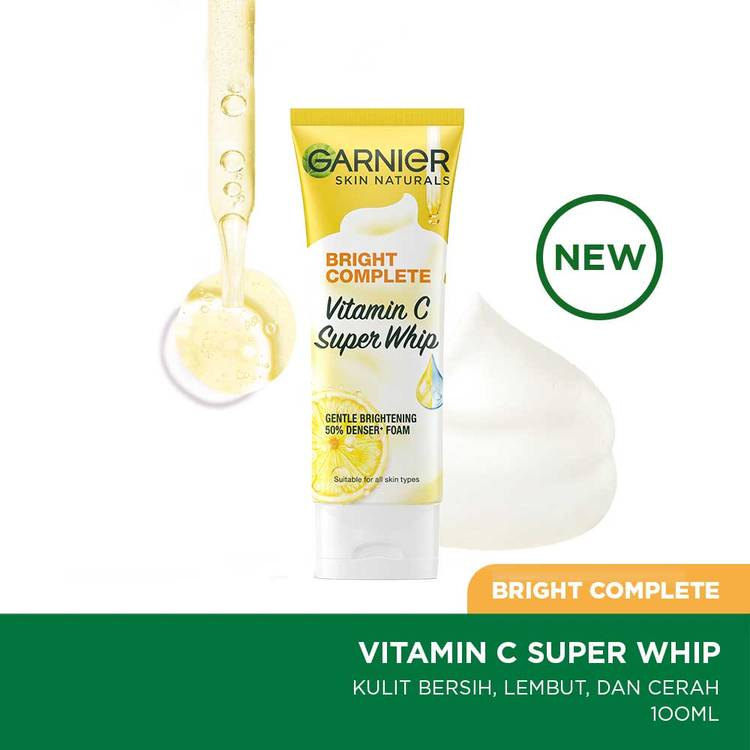 GARNIER
SKIN NATURALS
BRIGHT
COMPLETE
Vitamin C
Super Whip
GENTLE BRIGHTENING
50% DENSER* FOAM
Suitable for all skin types
NEW
BRIGHT COMPLETE
VITAMIN C SUPER WHIP
KULIT BERSIH, LEMBUT, DAN CERAH
100ML